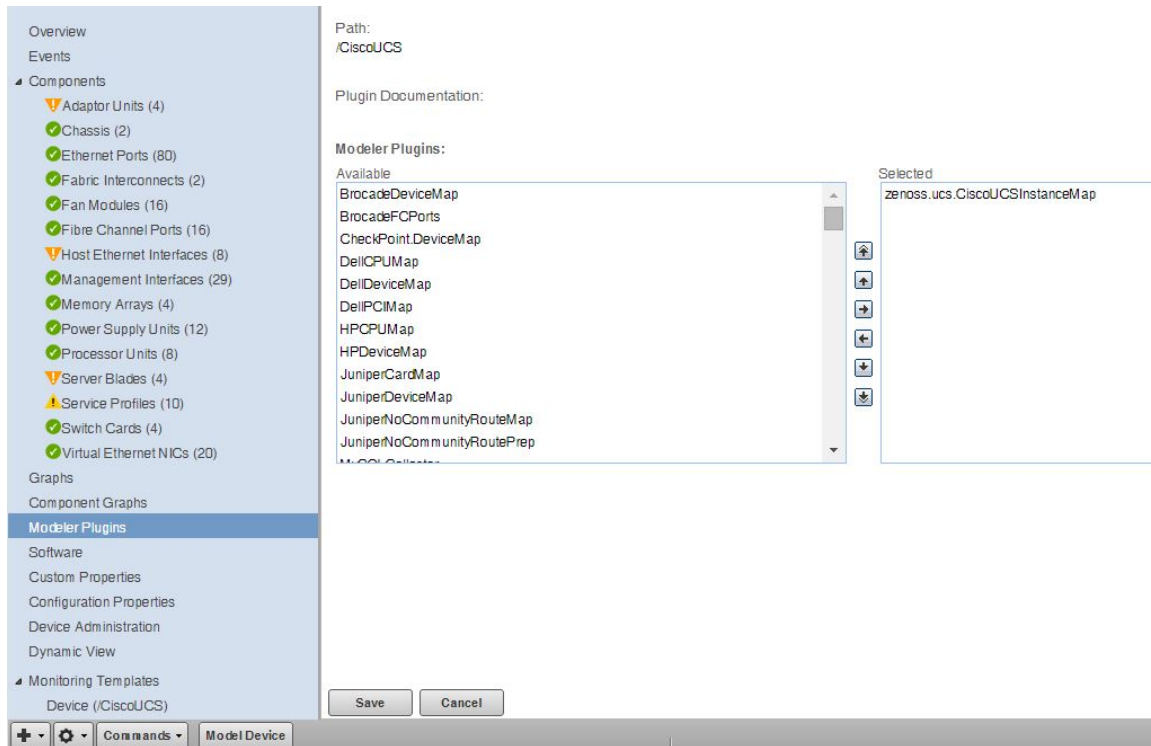 Overview
Events
Components
Adaptor Units (4)
Chassis (2)
Ethernet Ports (80)
Fabric Interconnects (2)
Fan Modules (16)
Fibre Channel Ports (16)
Host Ethernet Interfaces (8)
Management Interfaces (29)
Memory Arrays (4)
Power Supply Units (12)
Processor Units (8)
Server Blades (4)
Service Profiles (10)
Switch Cards (4)
Virtual Ethernet NICs (20)
Graphs
Component Graphs
Modeler Plugins
Software
Custom Properties
Configuration Properties
Device Administration
Dynamic View
Monitoring Templates
Device (/CiscoUCS)
Path:
/CiscoUCS
Plugin Documentation:
Modeler Plugins:
Available
BrocadeDeviceMap
BrocadeFCPorts
CheckPoint.DeviceMap
DellCPUMap
DellDeviceMap
DellPCIMap
HPCPUMap
HPDeviceMap
JuniperCardMap
JuniperDeviceMap
JuniperNoCommunityRouteMap
JuniperNoCommunityRoutePrep
Selected
zenoss.ucs.CiscoUCSInstanceMap
Save
Cancel
Commands
Model Device